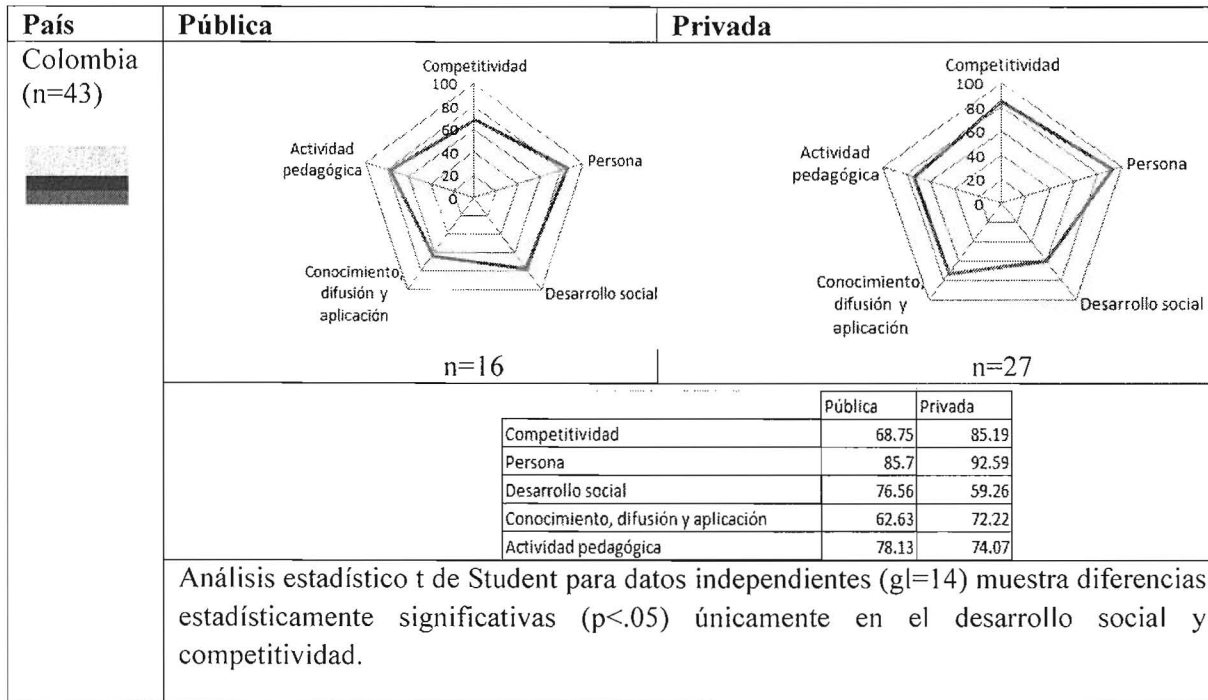 País
Pública
Privada
Colombia
(n=43)
Competitividad
100
80
60
40
20
0
Actividad
pedagógica
Persona
Conocimiento,
difusión y
aplicación
Desarrollo social
n=16
Competitividad
100
80
60
40
20
0
Actividad
pedagógica
Persona
Conocimiento,
difusión y
aplicación
Desarrollo social
n=27
Pública Privada
Competitividad 68.75 85.19
Persona 85.7 92.59
Desarrollo social 76.56 59.26
Conocimiento, difusión y aplicación 62.63 72.22
Actividad pedagógica 78.13 74.07
Análisis estadístico t de Student para datos independientes (gl=14) muestra diferencias
estadísticamente significativas (p<.05) únicamente en el desarrollo social y
competitividad.